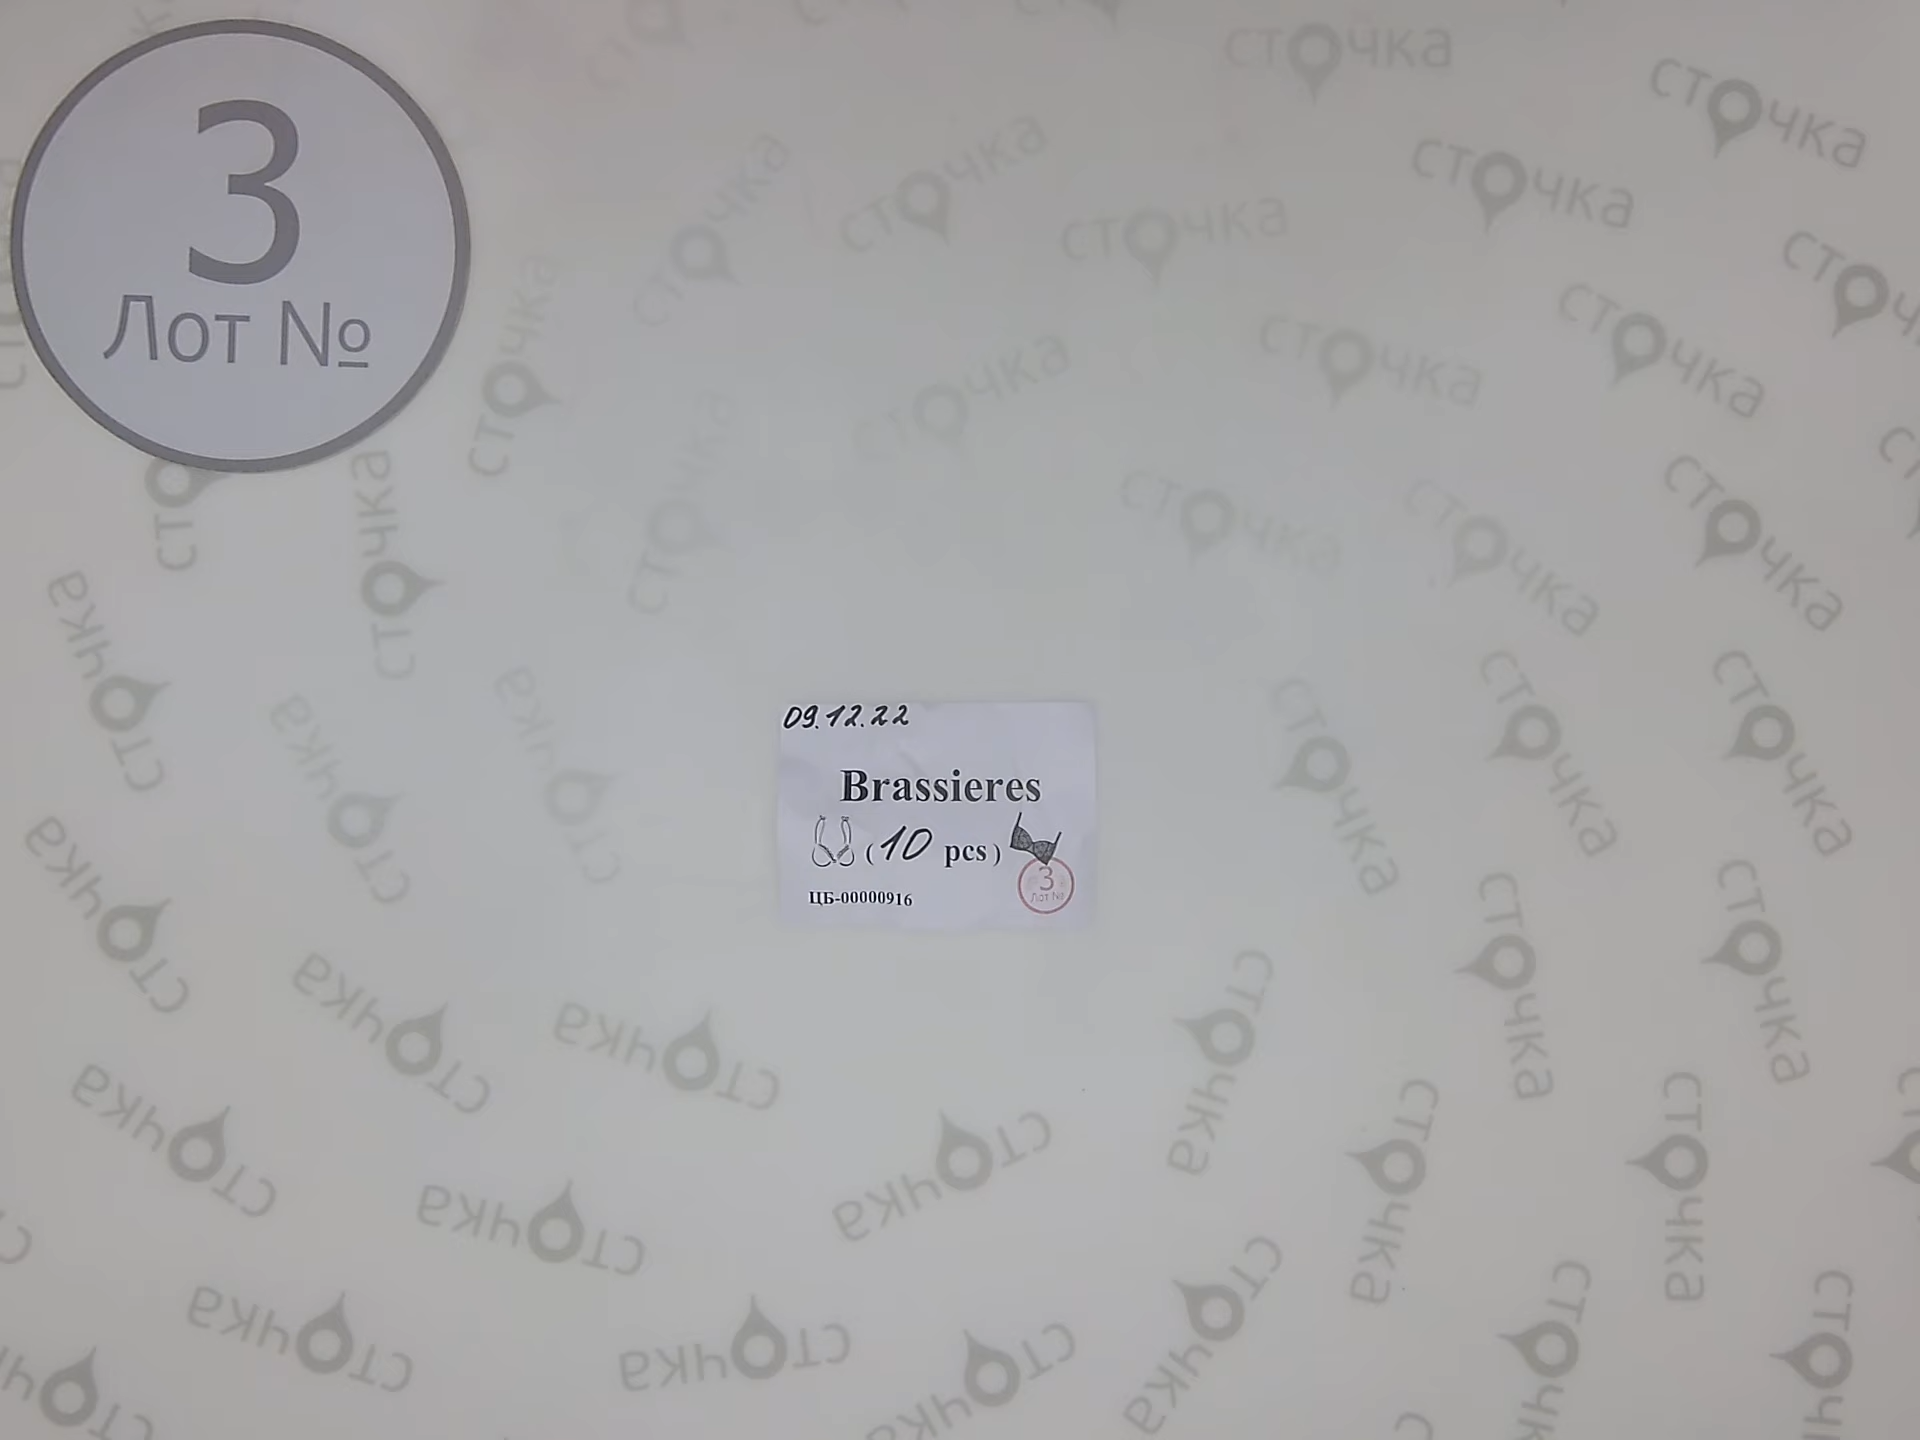 3
Лот №
09.12.22
Brassieres
(10 pcs)
ЦБ-00000916
3
Лот №
сточка